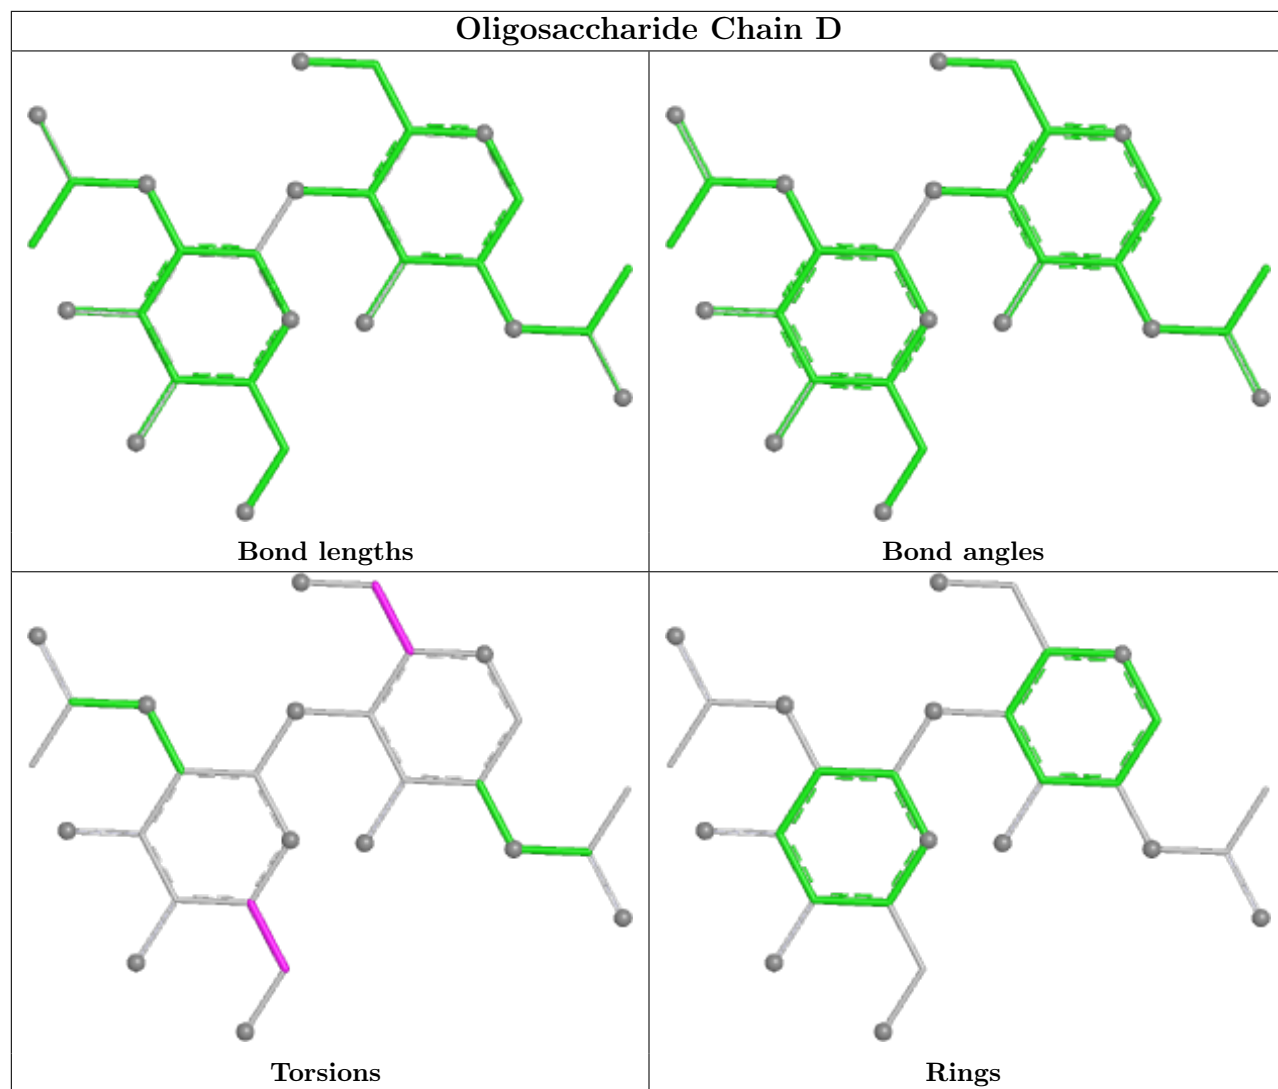 Oligosaccharide Chain D
Bond lengths
Bond angles
Torsions
Rings